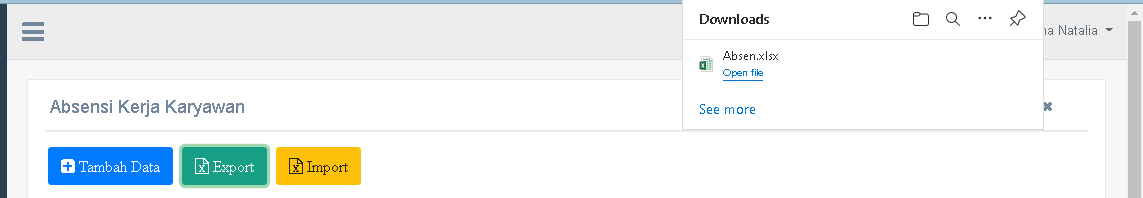 Downloads
na Natalia
Absen.xlsx
Open file
See more
Absensi Kerja Karyawan
Tambah Data Export Import